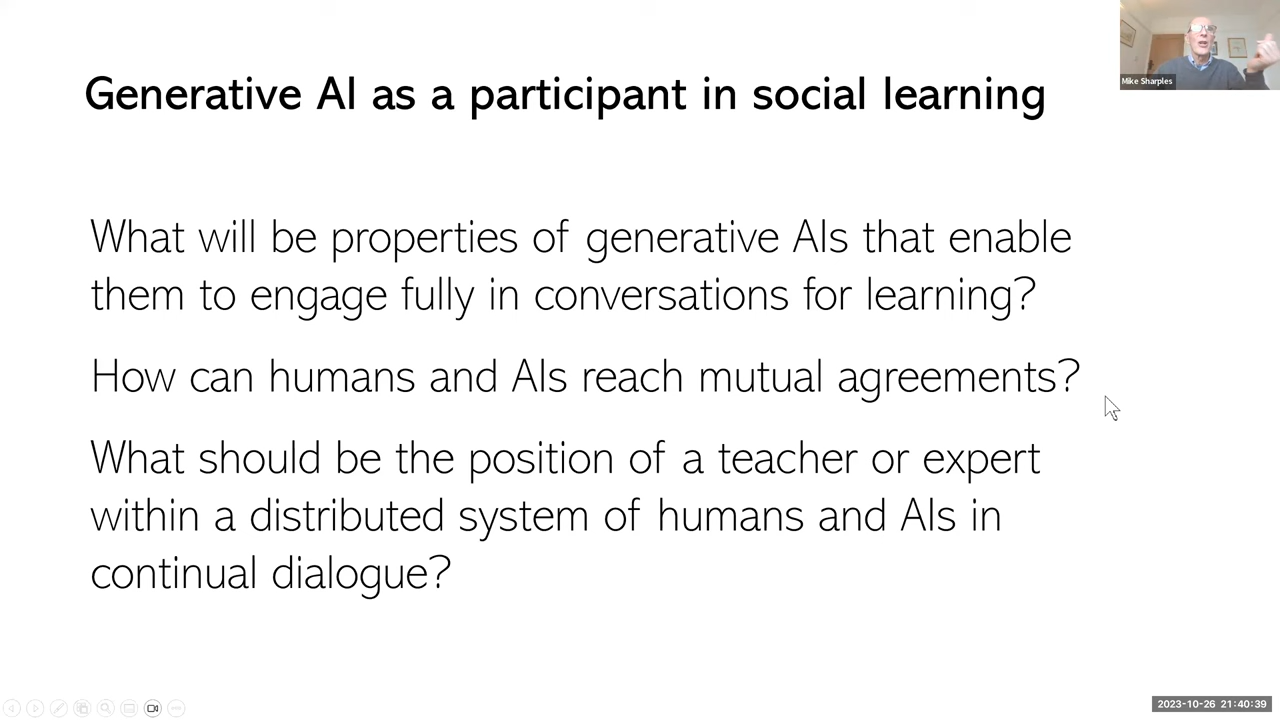 Mike Sharples
Generative AI as a participant in social learning
What will be properties of generative AIs that enable
them to engage fully in conversations for learning?
How can humans and AIs reach mutual agreements?
What should be the position of a teacher or expert
within a distributed system of humans and AIs in
continual dialogue?
2023-10-26 21:40:39